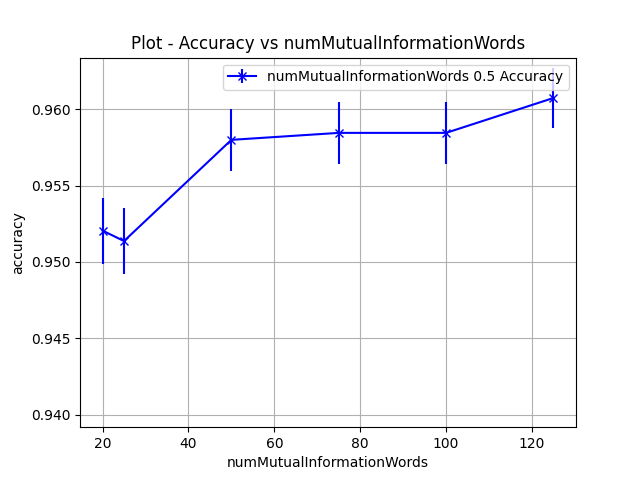 Plot - Accuracy vs numMutualInformationWords
numMutualInformationWords 0.5 Accuracy
0.960
0.955
0.950
0.945
0.940
accuracy
20 40 60 80 100 120
numMutualInformationWords